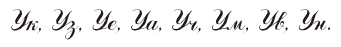 Ук, Уз, Уе, Уа, Уч, Ум, Ув, Ун.